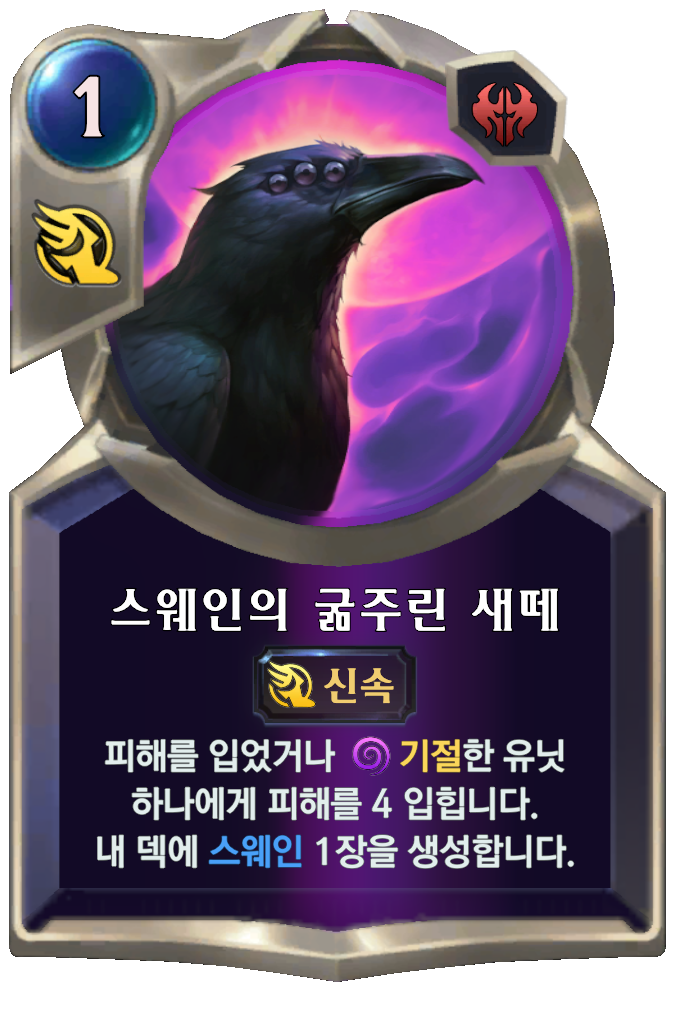 1
스웨인의 굶주린 새떼
신속
피해를 입었거나 기절한 유닛
하나에게 피해를 4 입힙니다.
내 덱에 스웨인 1장을 생성합니다.